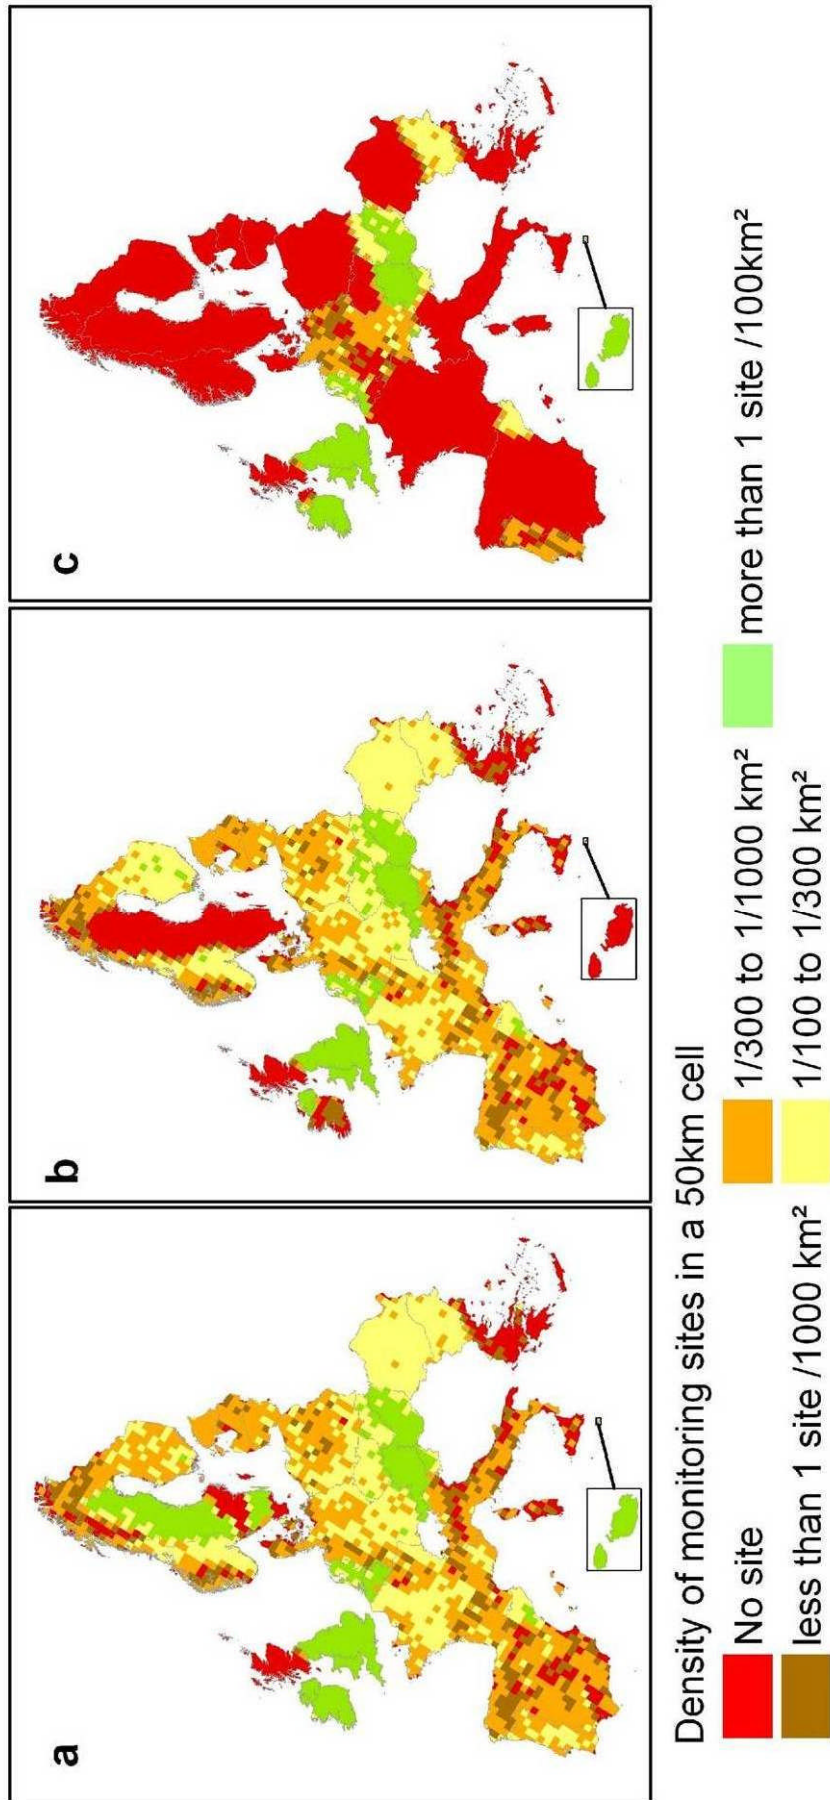 a
b
c
Density of monitoring sites in a 50km cell
No site
1/300 to 1/1000 km²
more than 1 site /100km²
less than 1 site /1000 km²
1/100 to 1/300 km²